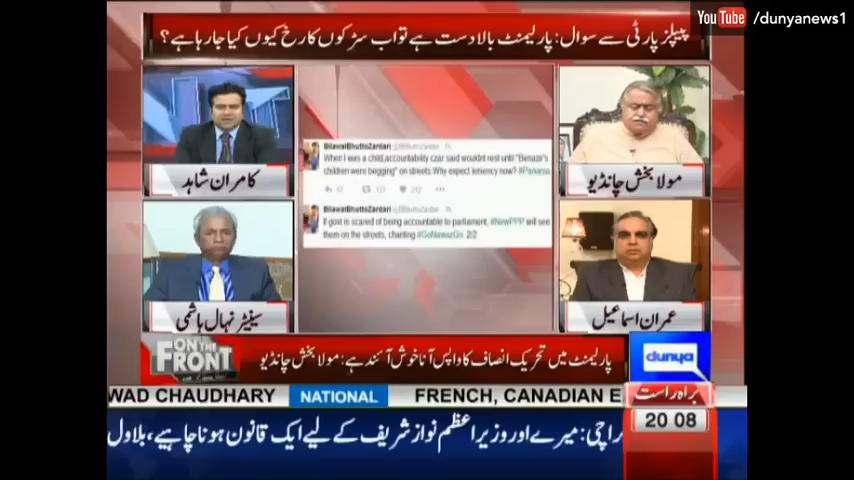 YouTube /dunyanews1
پیپلز پارٹی سے سوال: پارلیمنٹ بالا دست ہے تو اب سڑکوں کا رخ کیوں کیا جا رہا ہے؟
کامران شاہد
مولا بخش چانڈیو
BilawalBhuttoZardari
When I was a child,accountability czar said wouldnt rest until "Benazir's
children were begging" on streets.Why expect leniency now? #Panama
BilawalBhuttoZardari
If govt is scared of being accountable to parliament, #NewPPP will see
them on the streets, chanting #GoNawazGo 2/2
سینیٹر نہال ہاشمی
عمران اسماعیل
ON THE FRONT
پارلیمنٹ میں تحریک انصاف کا واپس آنا خوش آئند ہے: مولا بخش چانڈیو
dunya
WAD CHAUDHARY NATIONAL FRENCH, CANADIAN E
براہ راست
20 08
کراچی: میرے اور وزیراعظم نواز شریف کے لیے ایک قانون ہونا چاہیے، بلاول